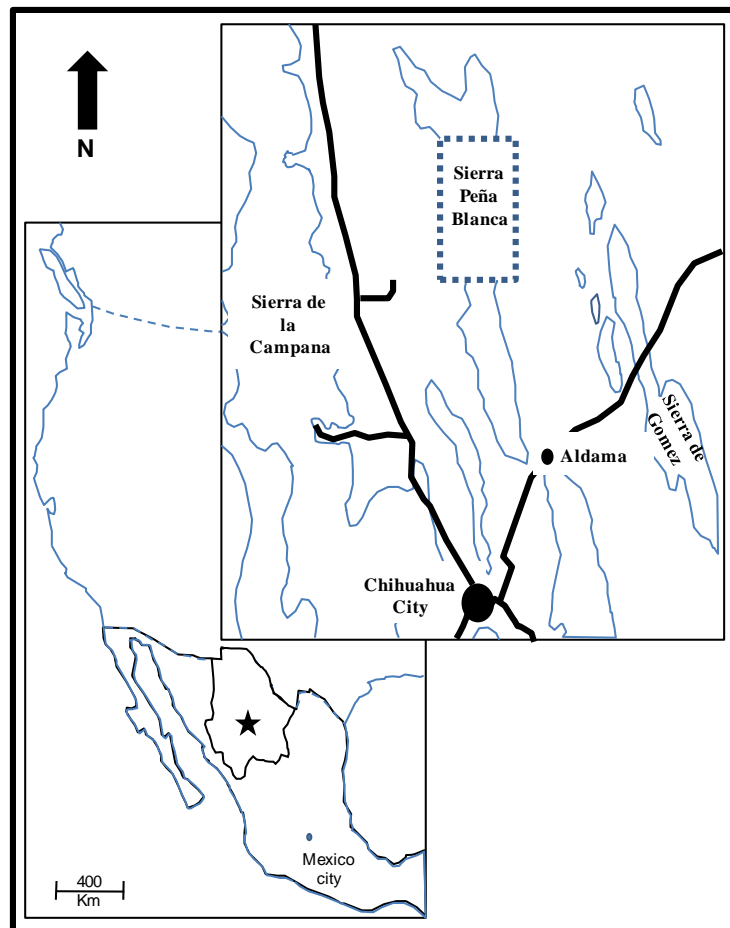 N
Sierra
Peña
Blanca
Sierra de
la
Campana
Sierra de
Gomez
Aldama
Chihuahua
City
Mexico
city
400
Km